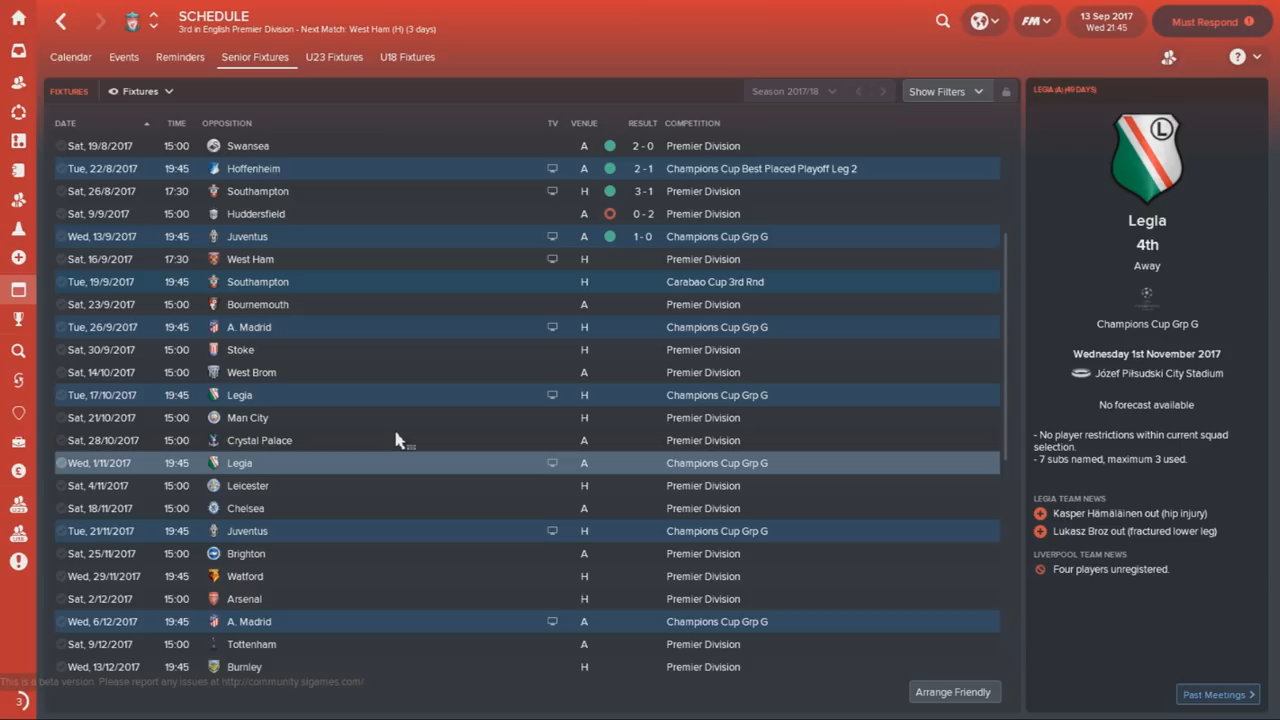 SCHEDULE
3rd in English Premier Division - Next Match: West Ham (H) (3 days)
FM
13 Sep 2017
Wed 21:45
Must Respond
Calendar Events Reminders Senior Fixtures U23 Fixtures U18 Fixtures
FIXTURES Fixtures Season 2017/18 Show Filters
DATE TIME OPPOSITION TV VENUE RESULT COMPETITION
Sat, 19/8/2017 15:00 Swansea A 2 - 0 Premier Division
Tue, 22/8/2017 19:45 Hoffenheim A 2 - 1 Champions Cup Best Placed Playoff Leg 2
Sat, 26/8/2017 17:30 Southampton H 3 - 1 Premier Division
Sat, 9/9/2017 15:00 Huddersfield A 0 - 2 Premier Division
Wed, 13/9/2017 19:45 Juventus A 1 - 0 Champions Cup Grp G
Sat, 16/9/2017 17:30 West Ham H Premier Division
Tue, 19/9/2017 19:45 Southampton H Carabao Cup 3rd Rnd
Sat, 23/9/2017 15:00 Bournemouth A Premier Division
Tue, 26/9/2017 19:45 A. Madrid H Champions Cup Grp G
Sat, 30/9/2017 15:00 Stoke H Premier Division
Sat, 14/10/2017 15:00 West Brom A Premier Division
Tue, 17/10/2017 19:45 Legia H Champions Cup Grp G
Sat, 21/10/2017 15:00 Man City H Premier Division
Sat, 28/10/2017 15:00 Crystal Palace A Premier Division
Wed, 1/11/2017 19:45 Legia A Champions Cup Grp G
Sat, 4/11/2017 15:00 Leicester H Premier Division
Sat, 18/11/2017 15:00 Chelsea A Premier Division
Tue, 21/11/2017 19:45 Juventus H Champions Cup Grp G
Sat, 25/11/2017 15:00 Brighton A Premier Division
Wed, 29/11/2017 19:45 Watford H Premier Division
Sat, 2/12/2017 15:00 Arsenal H Premier Division
Wed, 6/12/2017 19:45 A. Madrid A Champions Cup Grp G
Sat, 9/12/2017 15:00 Tottenham A Premier Division
Wed, 13/12/2017 19:45 Burnley H Premier Division
This is a beta version. Please report any issues at http://community.sigames.com/
3
Arrange Friendly
LEGIA (A) (49 DAYS)
L
Legia
4th
Away
Champions Cup Grp G
Wednesday 1st November 2017
Józef Piłsudski City Stadium
No forecast available
- No player restrictions within current squad
selection.
- 7 subs named, maximum 3 used.
LEGIA TEAM NEWS
Kasper Hämäläinen out (hip injury)
Lukasz Broz out (fractured lower leg)
LIVERPOOL TEAM NEWS
Four players unregistered.
Past Meetings